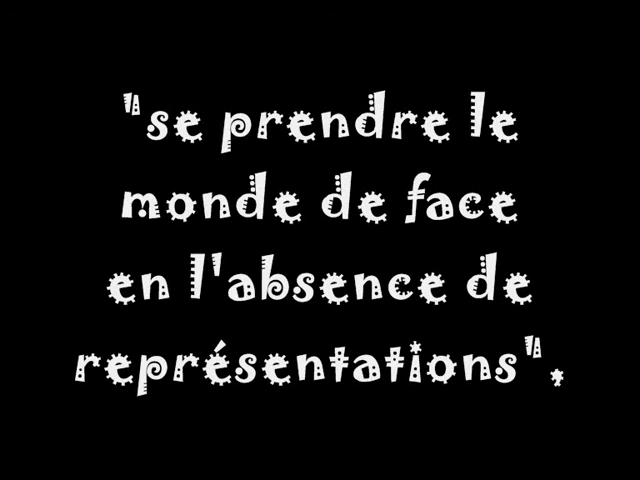 "se prendre le
monde de face
en l'absence de
représentations",